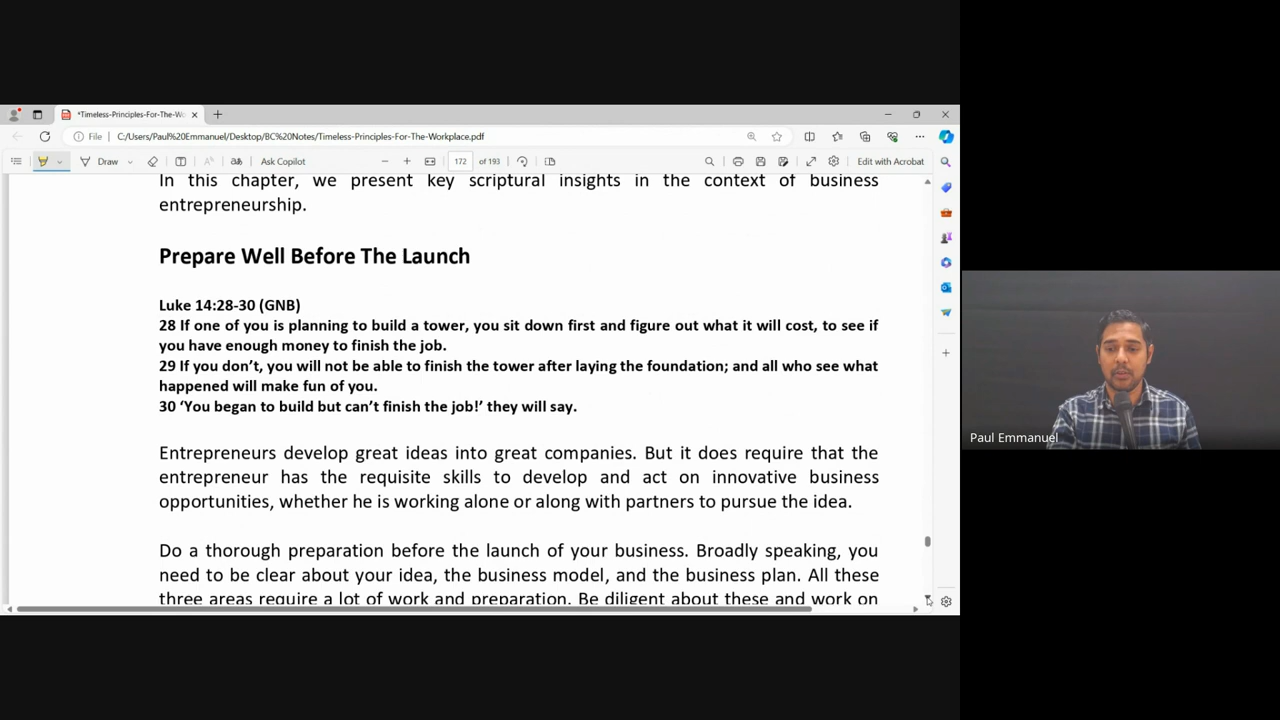 *Timeless-Principles-For-The-W
File
C:/Users/Paul%20Emmanuel/Desktop/BC%20Notes/Timeless-Principles-For-The-Workplace.pdf
Draw
Ask Copilot
172 of 193
Edit with Acrobat
In this chapter, we present key scriptural insights in the context of business
entrepreneurship.
Prepare Well Before The Launch
Luke 14:28-30 (GNB)
28 If one of you is planning to build a tower, you sit down first and figure out what it will cost, to see if
you have enough money to finish the job.
29 If you don’t, you will not be able to finish the tower after laying the foundation; and all who see what
happened will make fun of you.
30 ‘You began to build but can’t finish the job!’ they will say.
Entrepreneurs develop great ideas into great companies. But it does require that the
entrepreneur has the requisite skills to develop and act on innovative business
opportunities, whether he is working alone or along with partners to pursue the idea.
Do a thorough preparation before the launch of your business. Broadly speaking, you
need to be clear about your idea, the business model, and the business plan. All these
three areas require a lot of work and preparation. Be diligent about these and work on
Paul Emmanuel